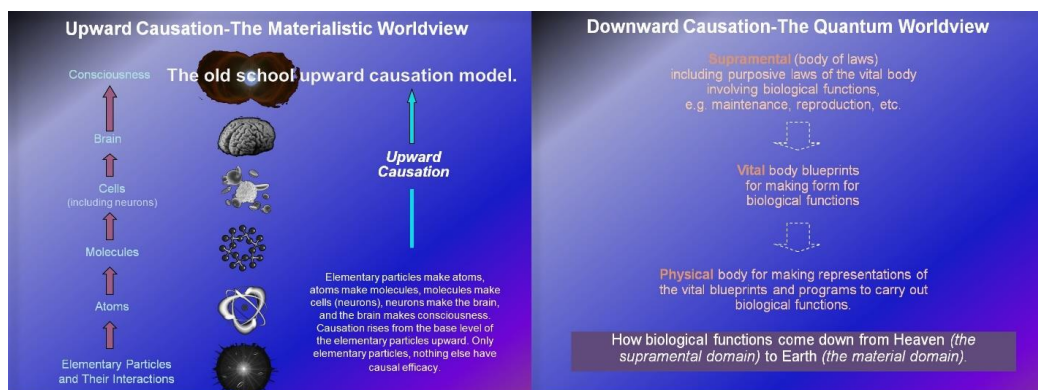 Upward Causation-The Materialistic Worldview
Consciousness
The old school upward causation model.
Brain
Cells
(including neurons)
Molecules
Atoms
Elementary Particles
and Their Interactions
Upward
Causation
Elementary particles make atoms,
atoms make molecules, molecules make
cells (neurons), neurons make the brain,
and the brain makes consciousness.
Causation rises from the base level of
the elementary particles upward. Only
elementary particles, nothing else have
causal efficacy.
Downward Causation-The Quantum Worldview
Supramental (body of laws)
including purposive laws of the vital body
involving biological functions,
e.g. maintenance, reproduction, etc.
Vital body blueprints
for making form for
biological functions
Physical body for making representations of
the vital blueprints and programs to carry out
biological functions.
How biological functions come down from Heaven (the
supramental domain) to Earth (the material domain).